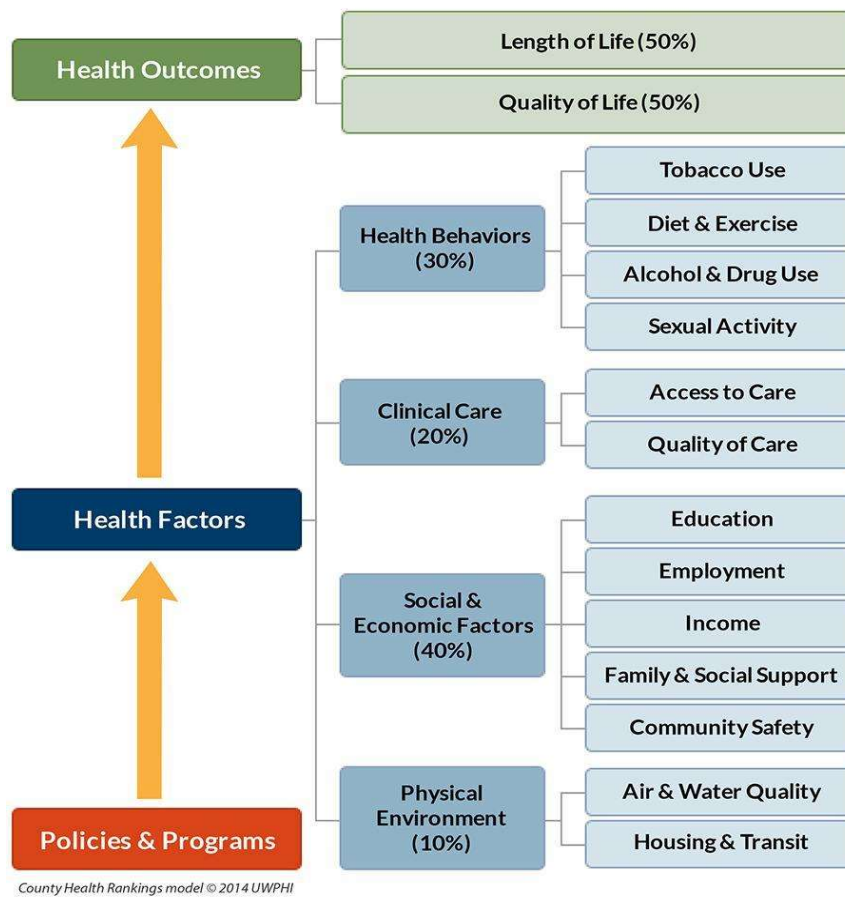 Health Outcomes
Length of Life (50%)
Quality of Life (50%)
Health Factors
Health Behaviors
(30%)
Tobacco Use
Diet & Exercise
Alcohol & Drug Use
Sexual Activity
Clinical Care
(20%)
Access to Care
Quality of Care
Social &
Economic Factors
(40%)
Education
Employment
Income
Family & Social Support
Community Safety
Physical
Environment
(10%)
Air & Water Quality
Housing & Transit
Policies & Programs
County Health Rankings model © 2014 UWPHI